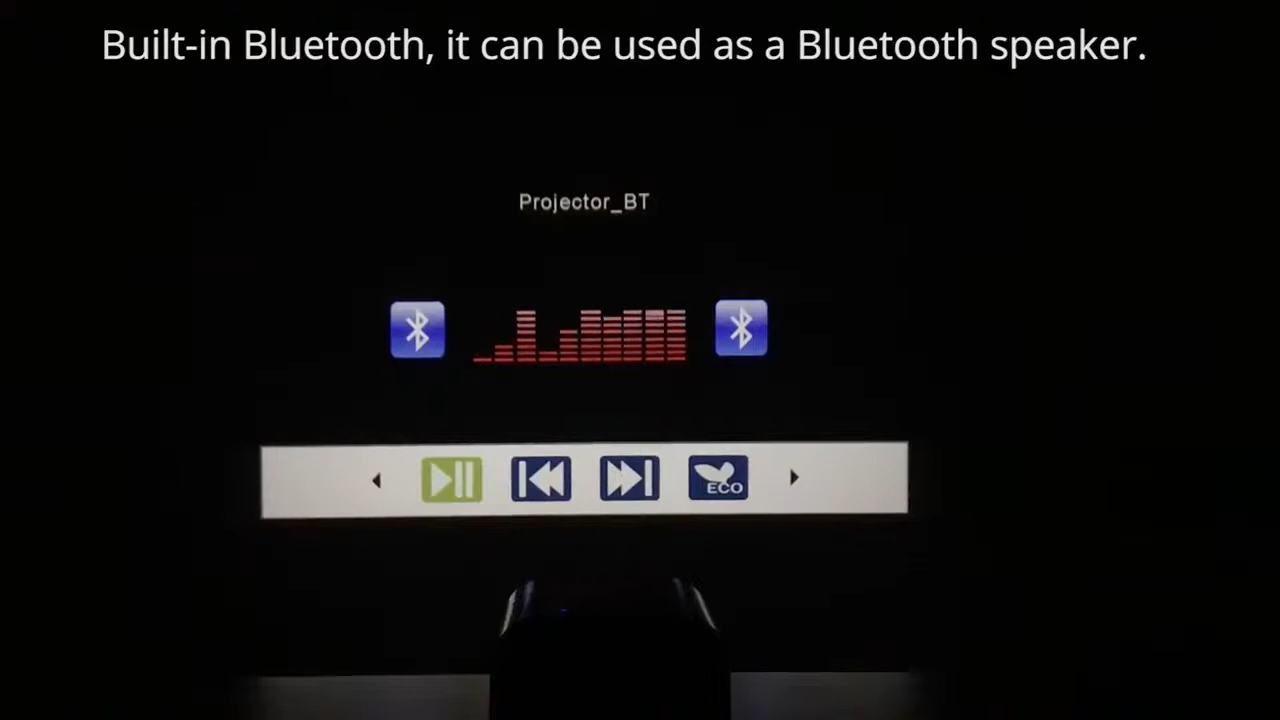 Built-in Bluetooth, it can be used as a Bluetooth speaker.
Projector_BT
ECO